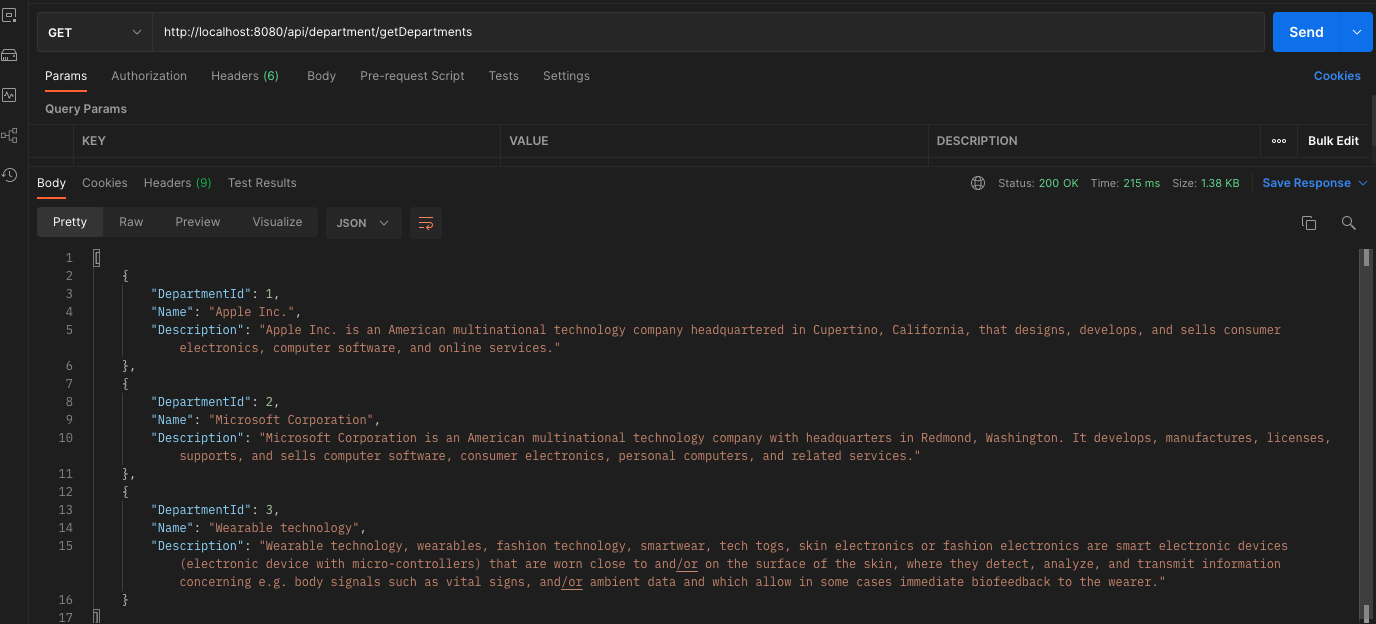 GET http://localhost:8080/api/department/getDepartments Send
Params Authorization Headers (6) Body Pre-request Script Tests Settings Cookies
Query Params
KEY VALUE DESCRIPTION ooo Bulk Edit
Body Cookies Headers (9) Test Results Status: 200 OK Time: 215 ms Size: 1.38 KB Save Response
Pretty Raw Preview Visualize JSON
1 [
2 {
3 "DepartmentId": 1,
4 "Name": "Apple Inc.",
5 "Description": "Apple Inc. is an American multinational technology company headquartered in Cupertino, California, that designs, develops, and sells consumer
electronics, computer software, and online services."
6 },
7 {
8 "DepartmentId": 2,
9 "Name": "Microsoft Corporation",
10 "Description": "Microsoft Corporation is an American multinational technology company with headquarters in Redmond, Washington. It develops, manufactures, licenses,
supports, and sells computer software, consumer electronics, personal computers, and related services."
11 },
12 {
13 "DepartmentId": 3,
14 "Name": "Wearable technology",
15 "Description": "Wearable technology, wearables, fashion technology, smartwear, tech togs, skin electronics or fashion electronics are smart electronic devices
(electronic device with micro-controllers) that are worn close to and/or on the surface of the skin, where they detect, analyze, and transmit information
concerning e.g. body signals such as vital signs, and/or ambient data and which allow in some cases immediate biofeedback to the wearer."
16 }
17 ]